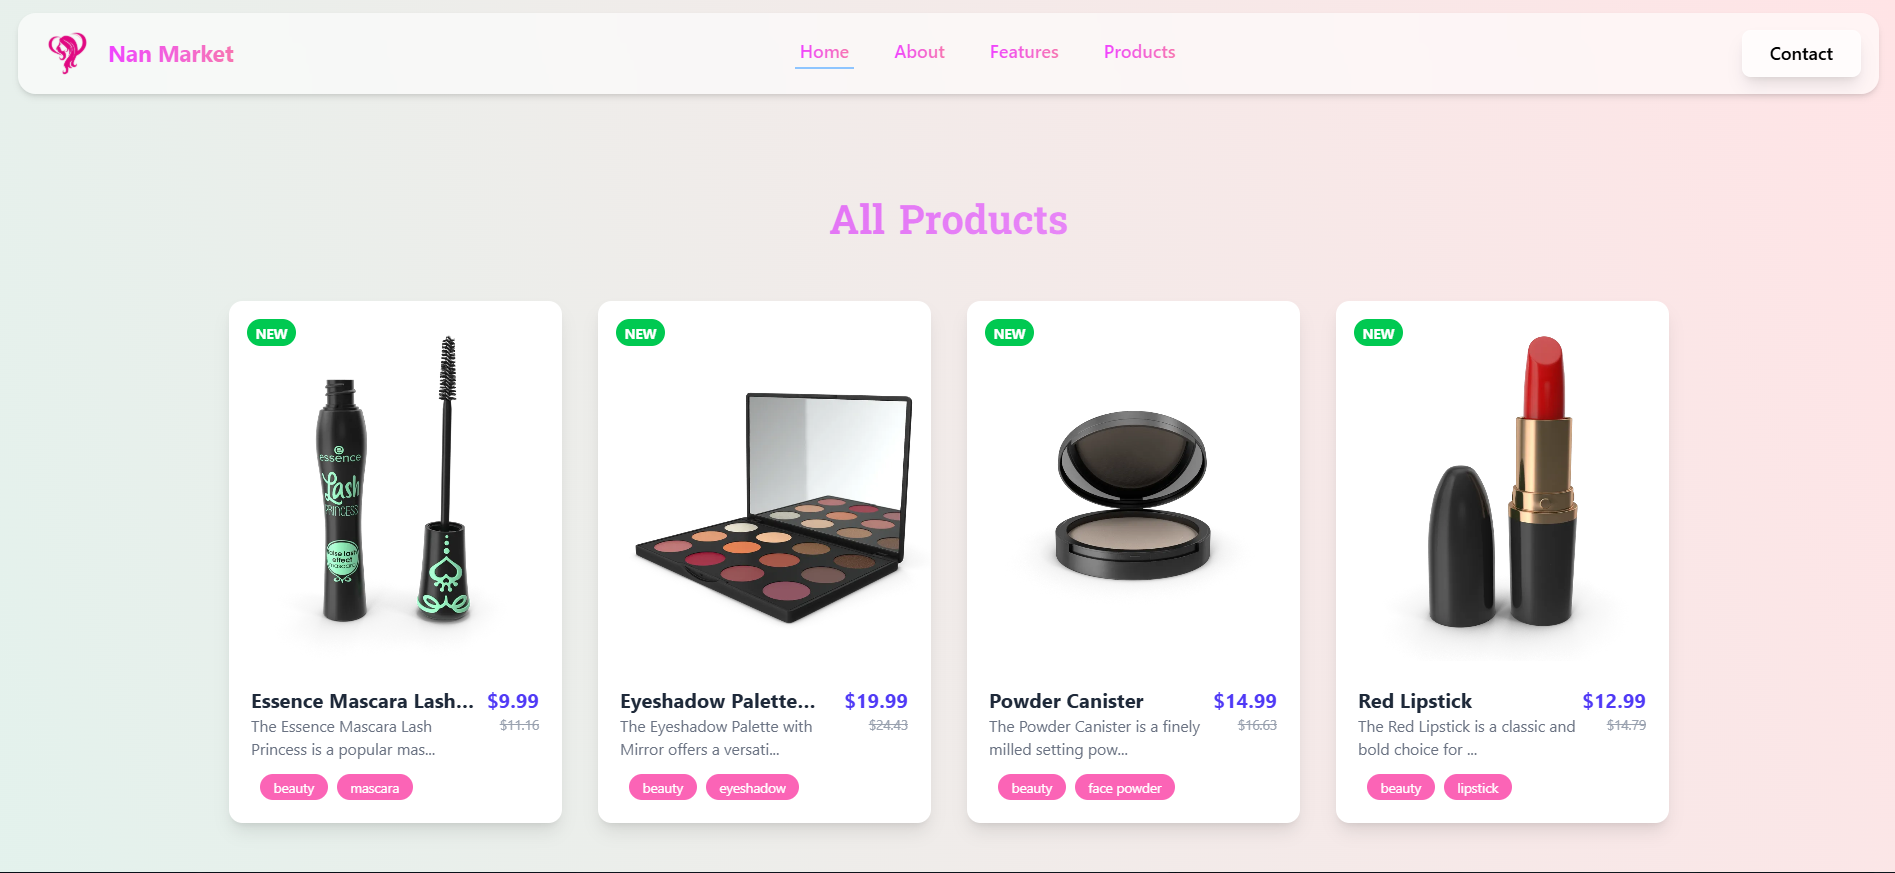 Nan Market
Home
About
Features
Products
Contact
All Products
NEW
essence
Lash
PRINCESS
false lash
effect
mascara
Essence Mascara Lash...
$9.99
The Essence Mascara Lash
$11.16
Princess is a popular mas...
beauty
mascara
NEW
Eyeshadow Palette...
$19.99
The Eyeshadow Palette with
$24.43
Mirror offers a versati...
beauty
eyeshadow
NEW
Powder Canister
$14.99
The Powder Canister is a finely
$16.63
milled setting pow...
beauty
face powder
NEW
Red Lipstick
$12.99
The Red Lipstick is a classic and
$14.79
bold choice for ...
beauty
lipstick